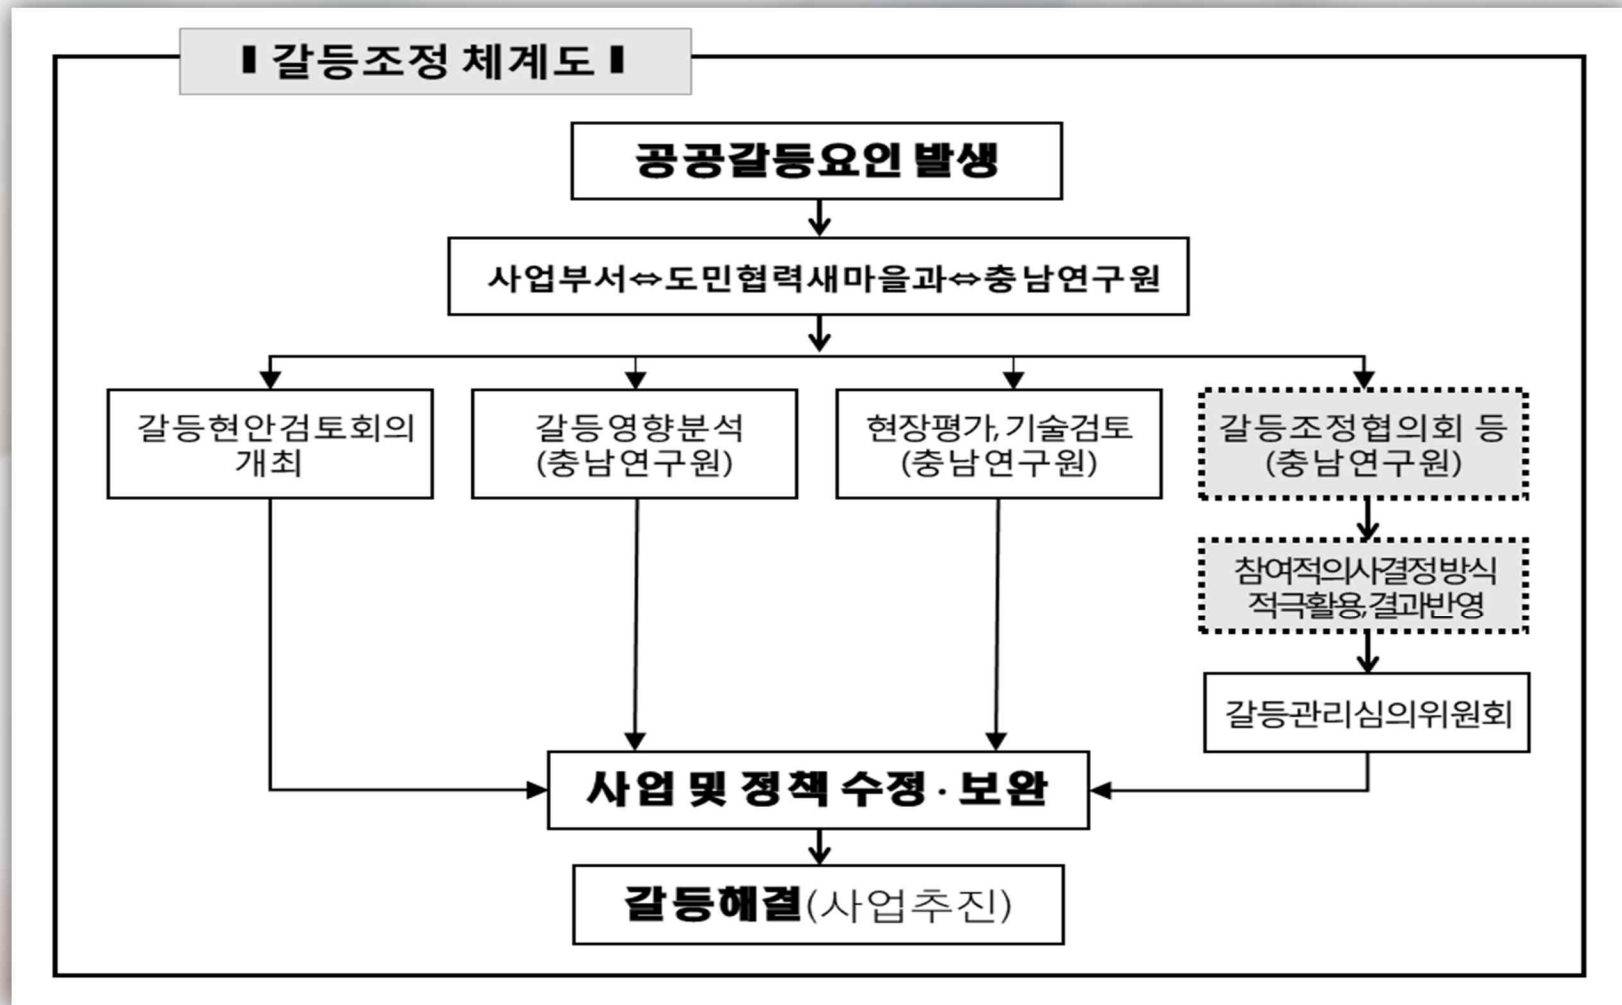 ▮ 갈등조정 체계도 ▮
공공갈등요인 발생
사업부서⇔도민협력새마을과⇔충남연구원
갈등현안검토회의
개최
갈등영향분석
(충남연구원)
현장평가, 기술검토
(충남연구원)
갈등조정협의회 등
(충남연구원)
참여적의사결정 방식
적극활용, 결과반영
갈등관리심의위원회
사업 및 정책 수정 · 보완
갈등해결(사업추진)